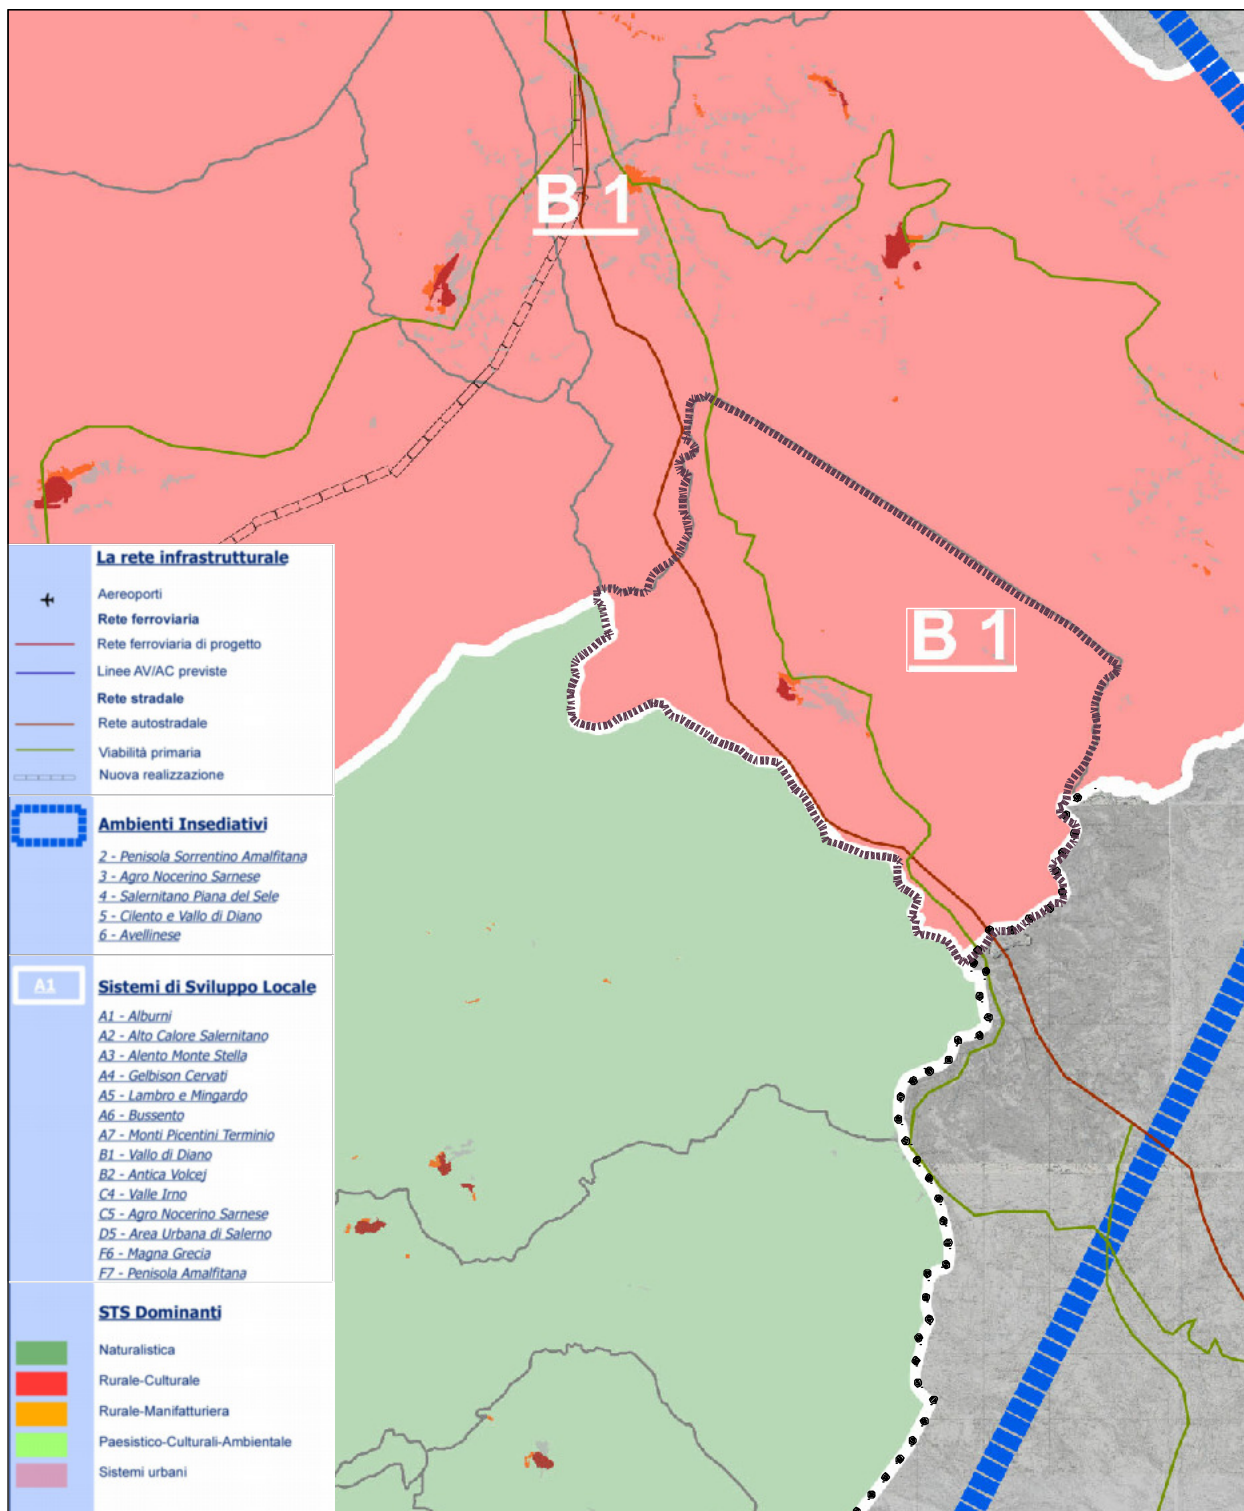 B 1
B 1
La rete infrastrutturale
Aereoporti
Rete ferroviaria
Rete ferroviaria di progetto
Linee AV/AC previste
Rete stradale
Rete autostradale
Viabilità primaria
Nuova realizzazione
Ambienti Insediativi
2 - Penisola Sorrentino Amalfitana
3 - Agro Nocerino Sarnese
4 - Salernitano Piana del Sele
5 - Cilento e Vallo di Diano
6 - Avellinese
A1
Sistemi di Sviluppo Locale
A1 - Alburni
A2 - Alto Calore Salernitano
A3 - Alento Monte Stella
A4 - Gelbison Cervati
A5 - Lambro e Mingardo
A6 - Bussento
A7 - Monti Picentini Terminio
B1 - Vallo di Diano
B2 - Antica Volcej
C4 - Valle Irno
C5 - Agro Nocerino Sarnese
D5 - Area Urbana di Salerno
F6 - Magna Grecia
F7 - Penisola Amalfitana
STS Dominanti
Naturalistica
Rurale-Culturale
Rurale-Manifatturiera
Paesistico-Culturali-Ambientale
Sistemi urbani